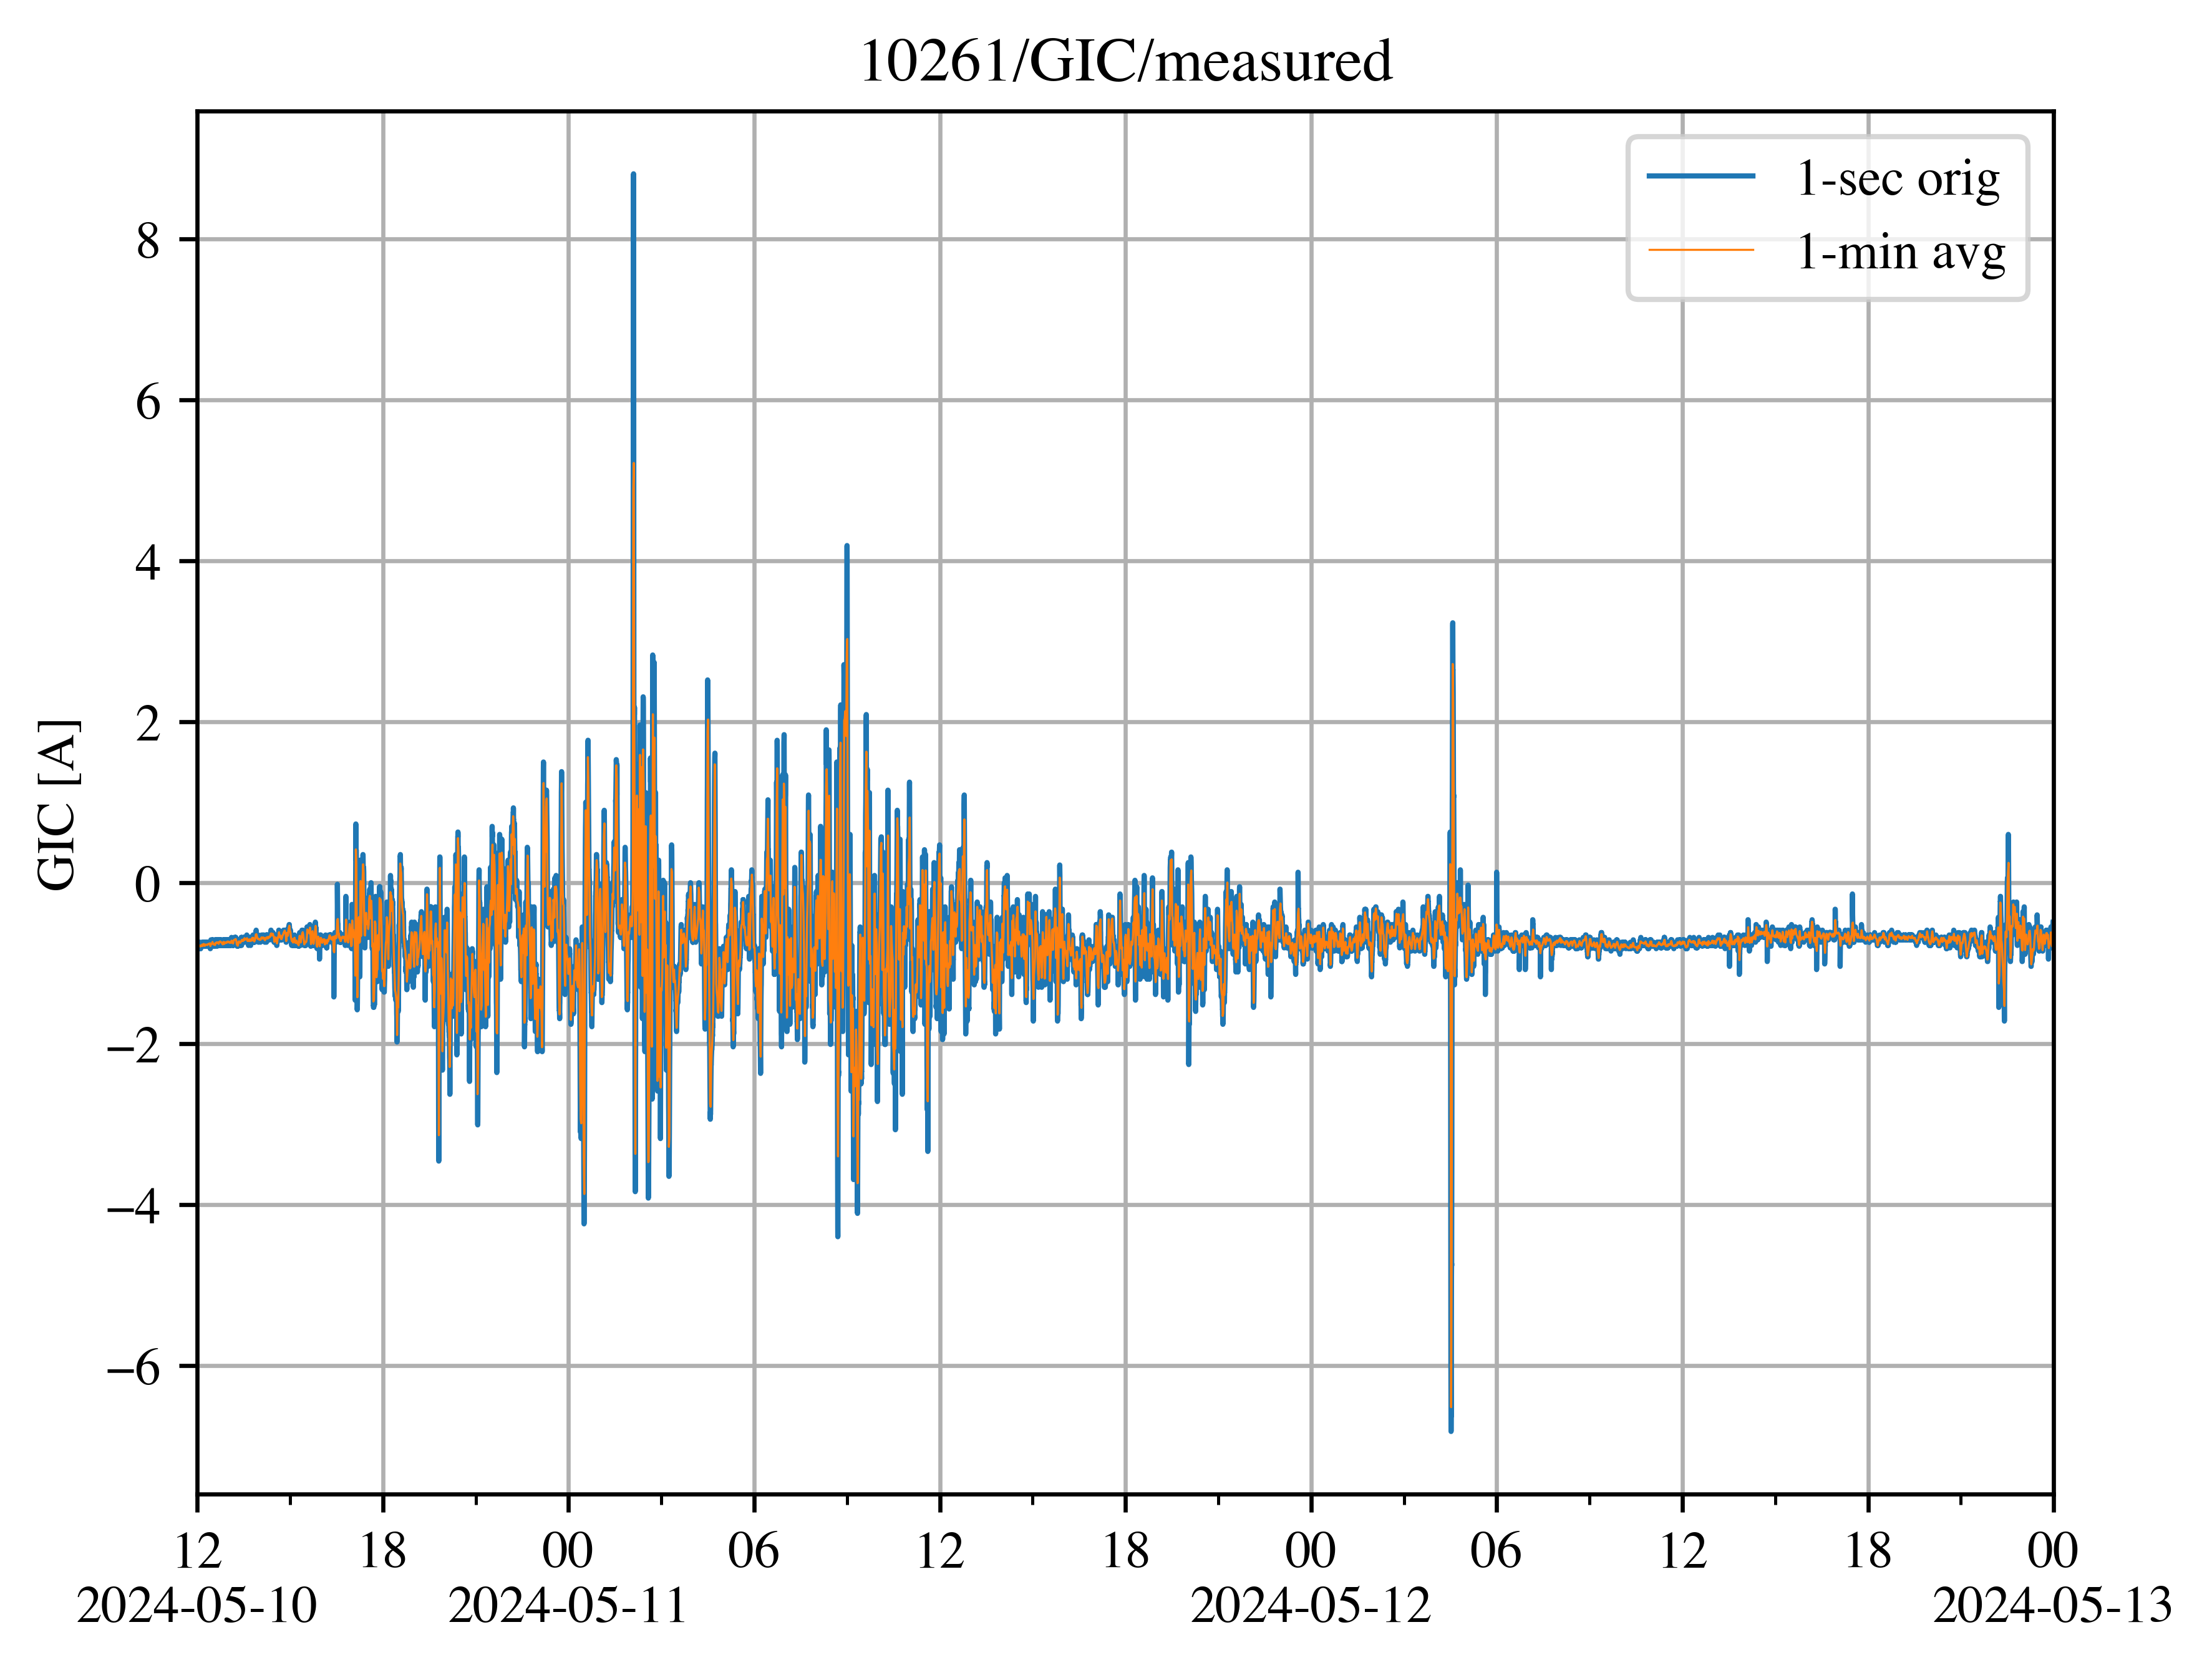 10261/GIC/measured
1-sec orig
1-min avg
GIC [A]
8
6
4
2
0
−2
−4
−6
12 18 00 06 12 18 00 06 12 18 00
2024-05-10 2024-05-11 2024-05-12 2024-05-13